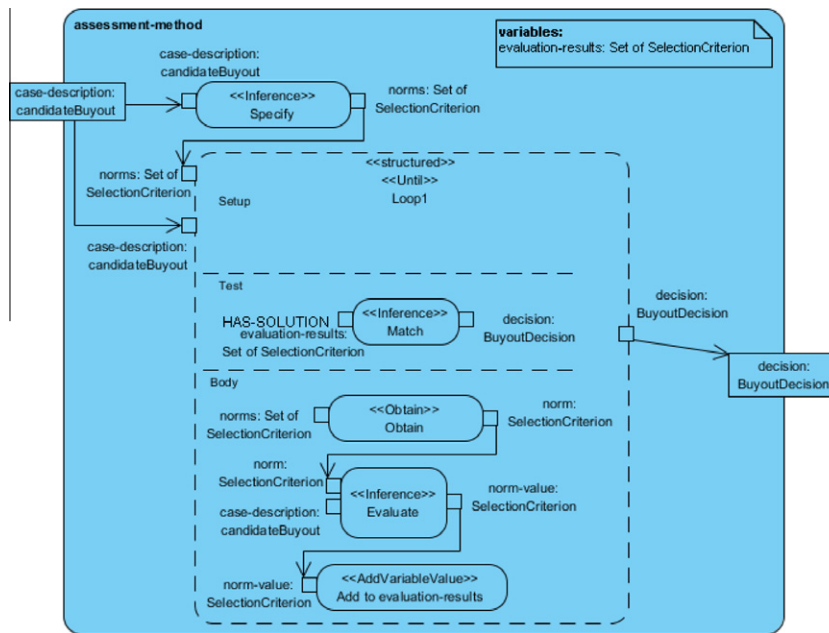 assessment-method
variables:
evaluation-results: Set of SelectionCriterion
case-description:
candidateBuyout
case-description:
candidateBuyout
<<Inference>>
Specify
norms: Set of
SelectionCriterion
norms: Set of
SelectionCriterion
<<structured>>
<<Until>>
Loop1
Setup
case-description:
candidateBuyout
Test
HAS-SOLUTION
evaluation-results:
Set of SelectionCriterion
<<Inference>>
Match
decision:
BuyoutDecision
decision:
BuyoutDecision
decision:
BuyoutDecision
Body
norms: Set of
SelectionCriterion
<<Obtain>>
Obtain
norm:
SelectionCriterion
norm:
SelectionCriterion
case-description:
candidateBuyout
<<Inference>>
Evaluate
norm-value:
SelectionCriterion
norm-value:
SelectionCriterion
<<AddVariableValue>>
Add to evaluation-results